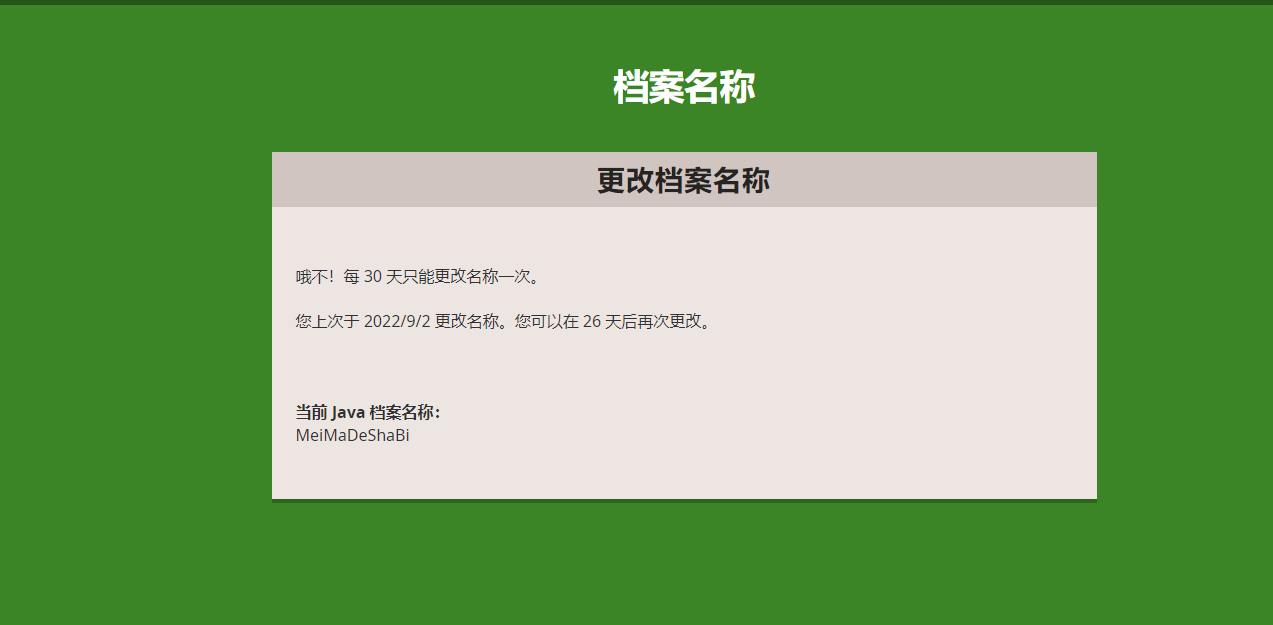 档案名称
更改档案名称
哦不！每 30 天只能更改名称一次。
您上次于 2022/9/2 更改名称。您可以在 26 天后再次更改。
当前 Java 档案名称：
MeiMaDeShaBi